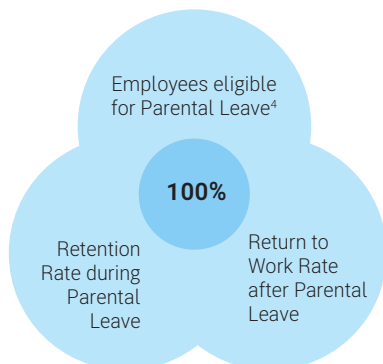 Employees eligible
for Parental Leave⁴
100%
Retention
Rate during
Parental
Leave
Return to
Work Rate
after Parental
Leave